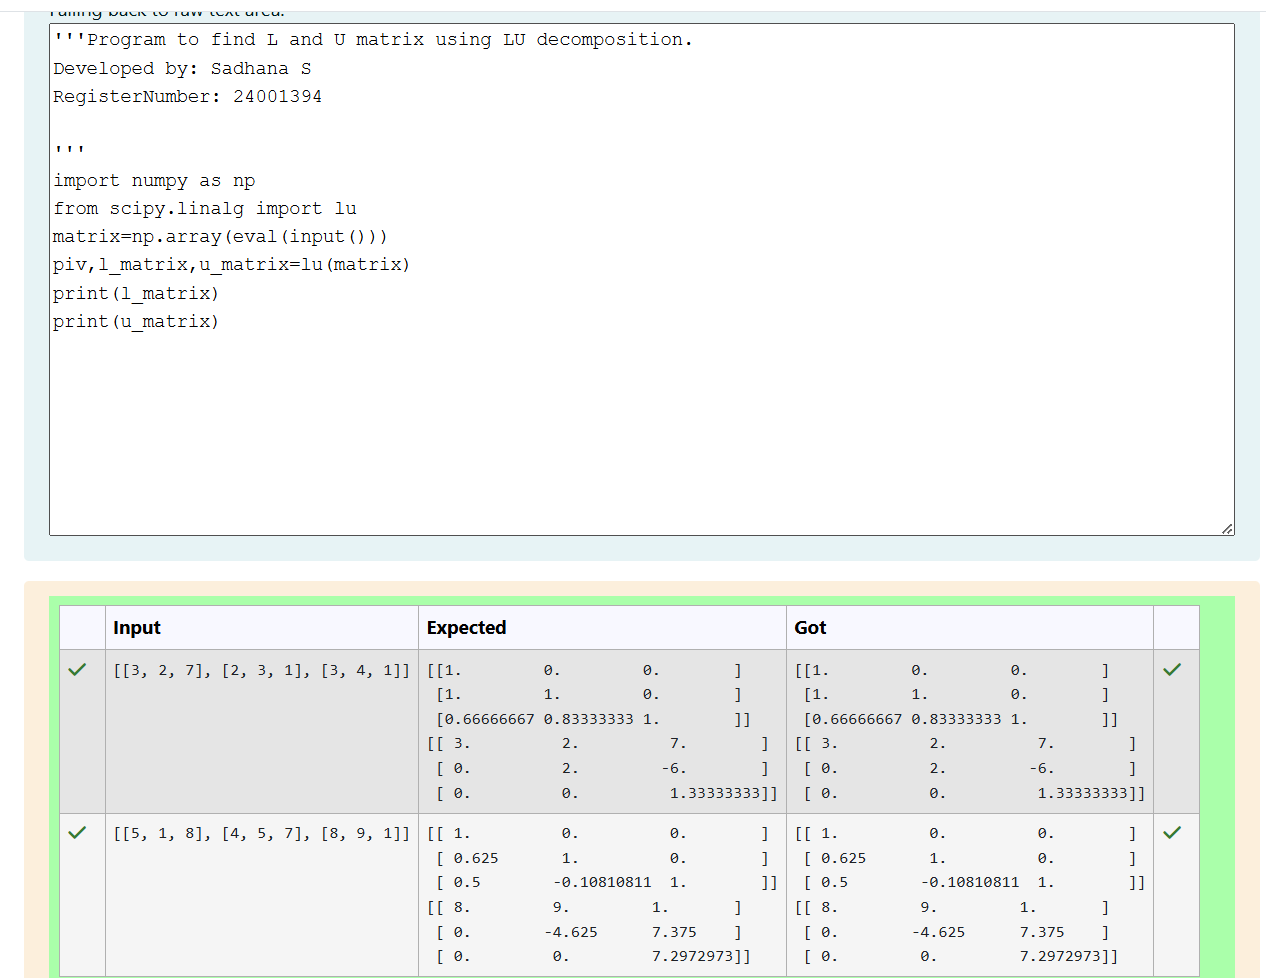 Falling back to raw text area.
'''Program to find L and U matrix using LU decomposition.
Developed by: Sadhana S
RegisterNumber: 24001394
'''
import numpy as np
from scipy.linalg import lu
matrix=np.array(eval(input()))
piv,l_matrix,u_matrix=lu(matrix)
print(l_matrix)
print(u_matrix)
Input Expected Got
[[3, 2, 7], [2, 3, 1], [3, 4, 1]]
[[1. 0. 0. ]
[1. 1. 0. ]
[0.66666667 0.83333333 1. ]]
[[ 3. 2. 7. ]
[ 0. 2. -6. ]
[ 0. 0. 1.33333333]]
[[1. 0. 0. ]
[1. 1. 0. ]
[0.66666667 0.83333333 1. ]]
[[ 3. 2. 7. ]
[ 0. 2. -6. ]
[ 0. 0. 1.33333333]]
[[5, 1, 8], [4, 5, 7], [8, 9, 1]]
[[ 1. 0. 0. ]
[ 0.625 1. 0. ]
[ 0.5 -0.10810811 1. ]]
[[ 8. 9. 1. ]
[ 0. -4.625 7.375 ]
[ 0. 0. 7.2972973]]
[[ 1. 0. 0. ]
[ 0.625 1. 0. ]
[ 0.5 -0.10810811 1. ]]
[[ 8. 9. 1. ]
[ 0. -4.625 7.375 ]
[ 0. 0. 7.2972973]]